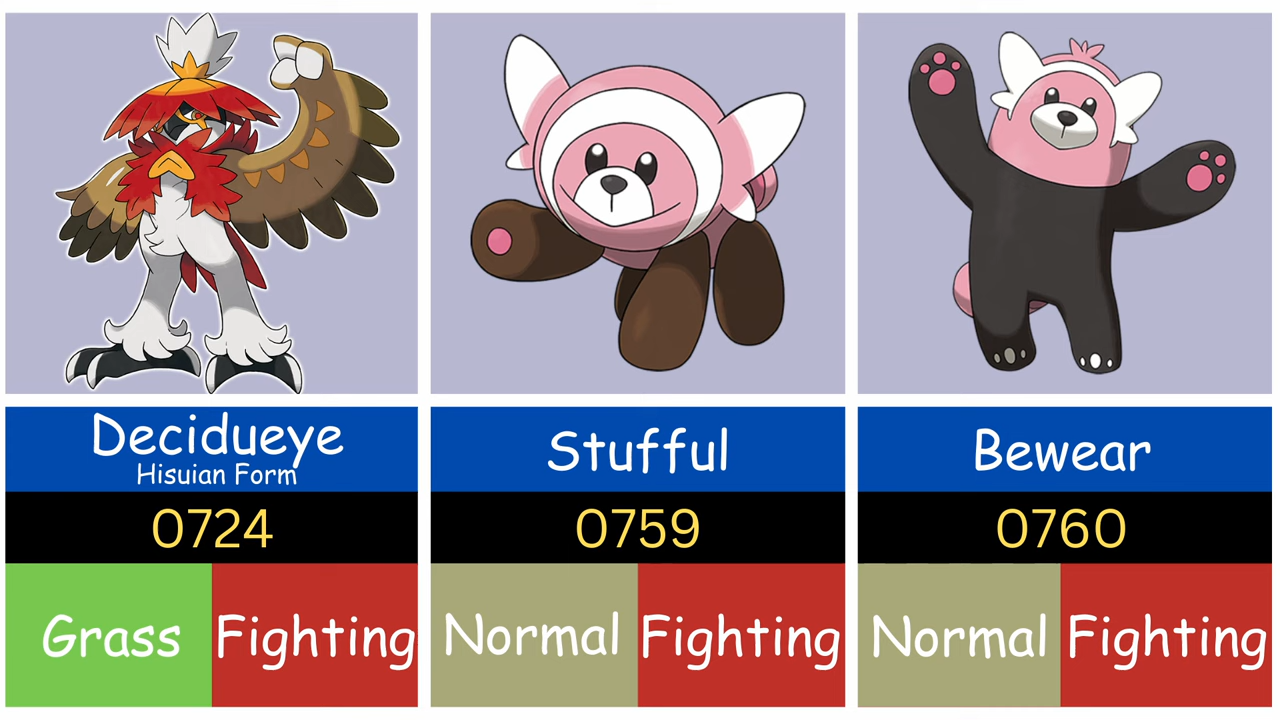 Decidueye
Hisuian Form
0724
Grass
Fighting
Stufful
0759
Normal
Fighting
Bewear
0760
Normal
Fighting